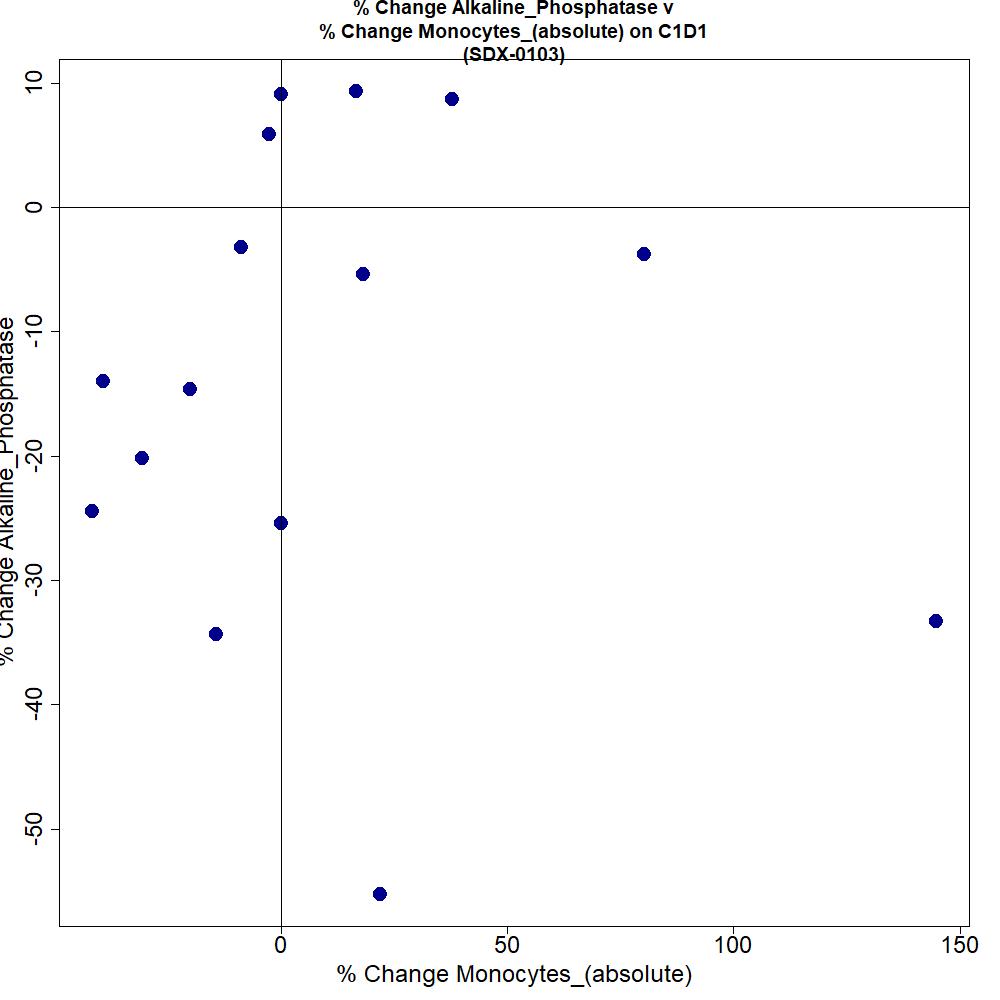 % Change Alkaline_Phosphatase v
% Change Monocytes_(absolute) on C1D1
(SDX-0103)
10
0
-10
-20
-30
-40
-50
% Change Alkaline_Phosphatase
0 50 100 150
% Change Monocytes_(absolute)